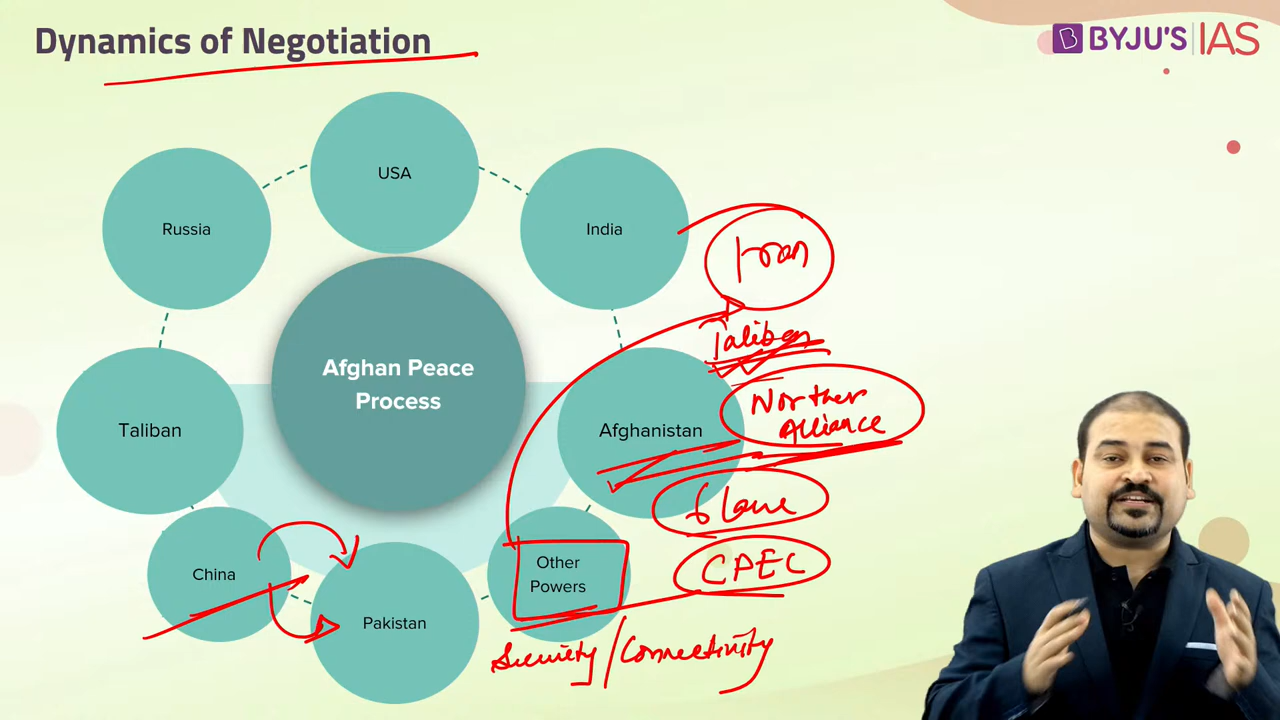 Dynamics of Negotiation
BYJU'S IAS
USA
Russia
India
Iran
Taliban
Afghan Peace
Process
Norther
Alliance
Taliban
Afghanistan
China
Other
Powers
CPEC
Pakistan
Security/Connectivity